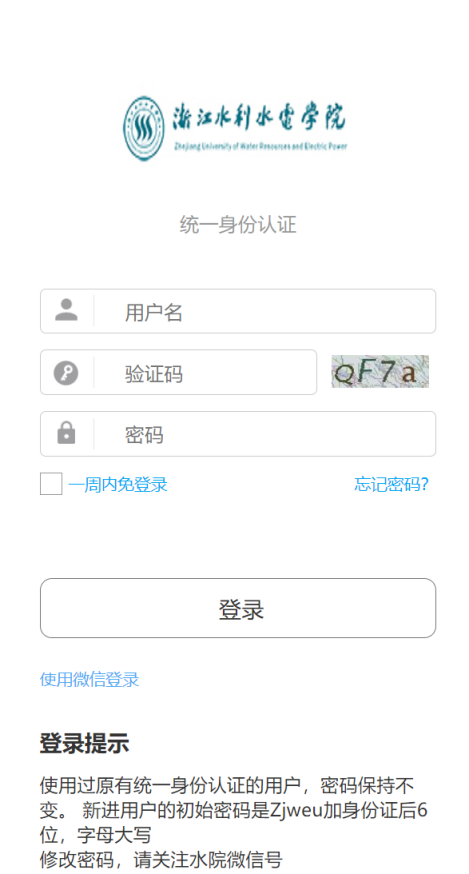 浙江水利水电学院
Zhejiang University of Water Resources and Electric Power
统一身份认证
用户名
验证码 QF7a
密码
一周内免登录 忘记密码?
登录
使用微信登录
登录提示
使用过原有统一身份认证的用户，密码保持不
变。 新进用户的初始密码是Zjweu加身份证后6
位，字母大写
修改密码，请关注水院微信号